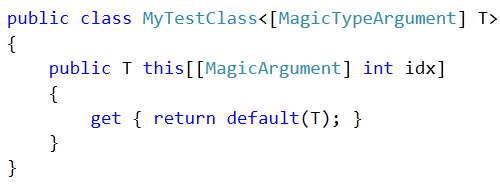 public class MyTestClass<[MagicTypeArgument] T>
{
    public T this[[MagicArgument] int idx]
    {
        get { return default(T); }
    }
}